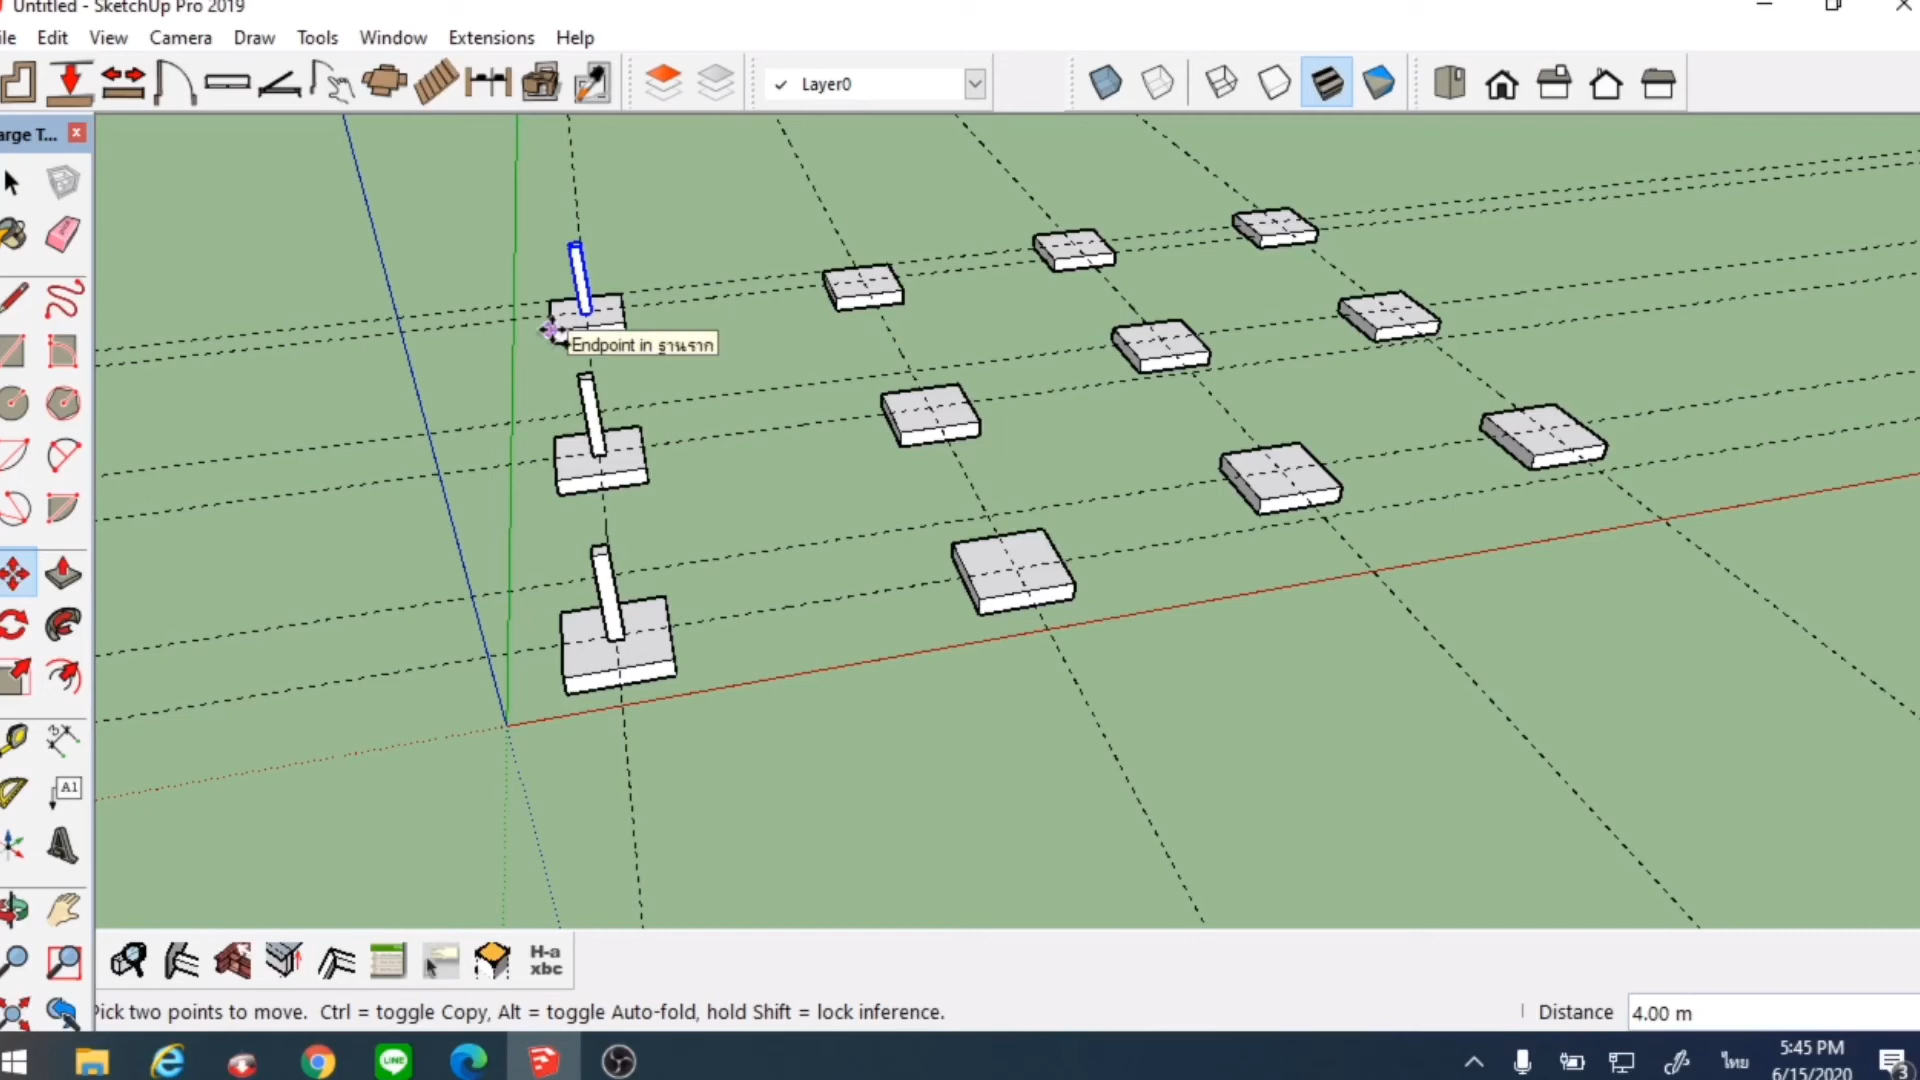 Untitled - SketchUp Pro 2019
ile Edit View Camera Draw Tools Window Extensions Help
Layer0
arge T...
Endpoint in ฐานราก
A1
H-a
xbc
Pick two points to move. Ctrl = toggle Copy, Alt = toggle Auto-fold, hold Shift = lock inference.
Distance 4.00 m
LINE
ไทย
5:45 PM
6/15/2020
3